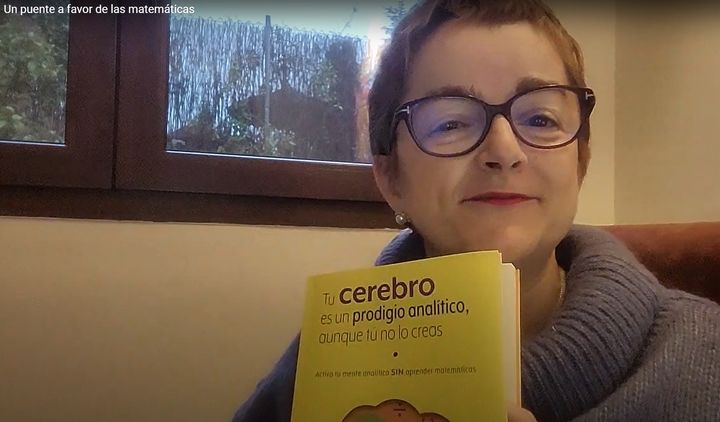 Un puente a favor de las matemáticas
Tu cerebro
es un prodigio analítico,
aunque tú no lo creas
Activa tu mente analítica SIN aprender matemáticas